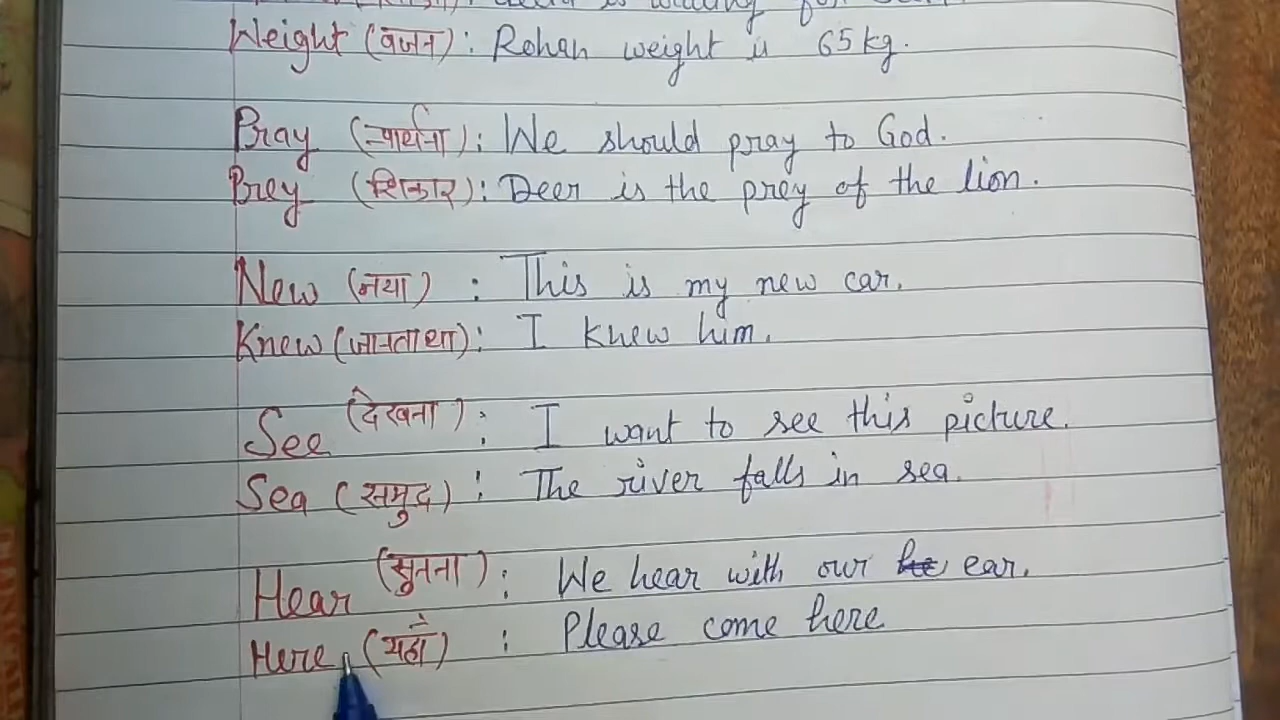 is waiting for
Weight (वजन): Rohan weight is 65 kg.
Pray (प्रार्थना): We should pray to God.
Prey (शिकार): Deer is the prey of the lion.
New (नया) : This is my new car.
Knew (जानता था): I knew him.
See (देखना): I want to see this picture.
Sea (समुद्र): The river falls in sea.
Hear (सुनना): We hear with our ear.
Here (यहाँ) : Please come here